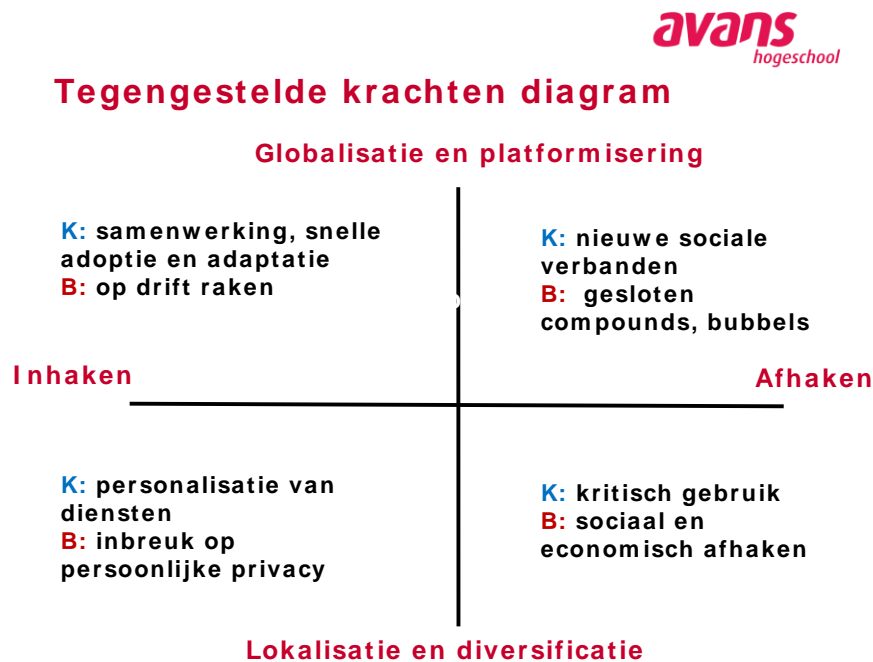 avans
hogeschool
Tegengestelde krachten diagram
Globalisatie en platformisering
K: samenwerking, snelle
adoptie en adaptatie
B: op drift raken
K: nieuwe sociale
verbanden
B: gesloten
compounds, bubbels
Inhaken
Afhaken
K: personalisatie van
diensten
B: inbreuk op
persoonlijke privacy
K: kritisch gebruik
B: sociaal en
economisch afhaken
Lokalisatie en diversificatie